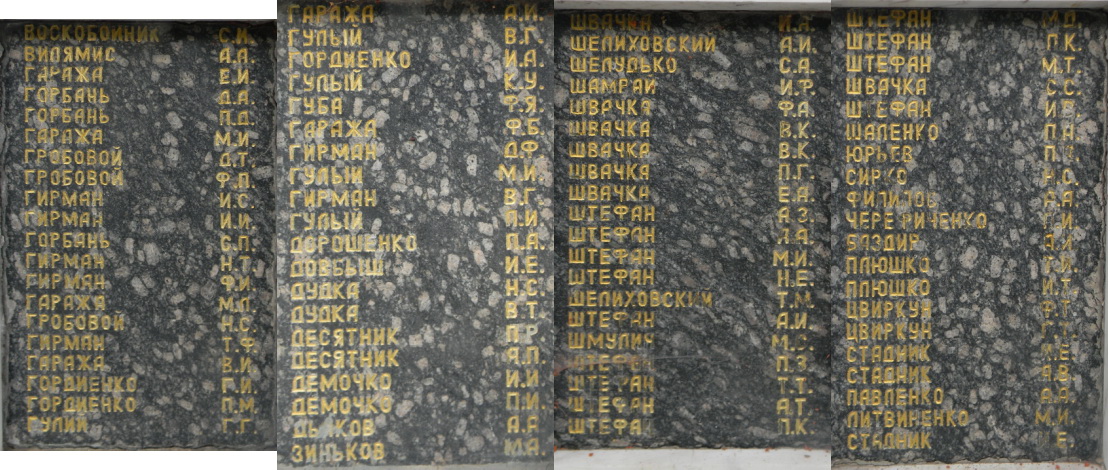 ВОСКОБОЙНИК С.И.
ВИЛЯМИС А.А.
ГАРАЖА Е.И.
ГОРБАНЬ Д.А.
ГОРБАНЬ П.Д.
ГАРАЖА М.И.
ГРОБОВОЙ Д.Т.
ГРОБОВОЙ Ф.П.
ГИРМАН И.С.
ГИРМАН И.И.
ГОРБАНЬ С.П.
ГИРМАН Н.Т.
ГИРМАН Ф.И.
ГАРАЖА М.Л.
ГРОБОВОЙ Н.С.
ГИРМАН Т.Ф.
ГАРАЖА В.И.
ГОРДИЕНКО Г.И.
ГОРДИЕНКО П.М.
ГУЛИЙ Г.Г.
ГАРАЖА А.И.
ГУЛЫЙ В.Г.
ГОРДИЕНКО И.А.
ГУЛЫЙ К.У.
ГУБА Ф.Я.
ГАРАЖА Ф.Б.
ГИРМАН Д.Ф.
ГУЛЫЙ М.И.
ГИРМАН В.Г.
ГУЛЫЙ А.И.
ДОРОШЕНКО П.А.
ДОВБЫШ И.Е.
ДУДКА Н.С.
ДУДКА В.Т.
ДЕСЯТНИК П.Р.
ДЕСЯТНИК А.П.
ДЕМОЧКО И.И.
ДЕМОЧКО П.И.
ЗИНЬКОВ М.А.
ШВАЧКА И.А.
ШЕЛИХОВСКИЙ А.И.
ШЕЛУДЬКО С.А.
ШАМРАЙ И.Р.
ШВАЧКА Ф.А.
ШВАЧКА В.К.
ШВАЧКА В.К.
ШВАЧКА П.Г.
ШВАЧКА Е.А.
ШТЕФАН А.З.
ШТЕФАН
ШТЕФАН М.И.
ШТЕФАН Н.Е.
ШЕЛИХОВСКИЙ Т.М.
ШТЕФАН А.И.
ШМУЛИЧ М.С.
ШТЕФАН П.З.
ШТЕФАН Т.Т.
ШТЕФАН А.Т.
ШТЕФАН П.К.
ШТЕФАН М.Д.
ШТЕФАН П.К.
ШТЕФАН М.Т.
ШВАЧКА С.С.
ШТЕФАН
ШАПЕНКО П.А.
ЮРЬЕВ
СИРКО
ФИЛИПОВ А.А.
ЧЕРЕДНИЧЕНКО
БЛЗДИР
ПЛЮШКО Т.И.
ПЛЮШКО И.Т.
ЦВИРКУН
ЦВИРКУН
СТАДНИК
СТАДНИК А.В.
ПАВЛЕНКО А.А.
ЛИТВИНЕНКО М.И.
СТАДНИК